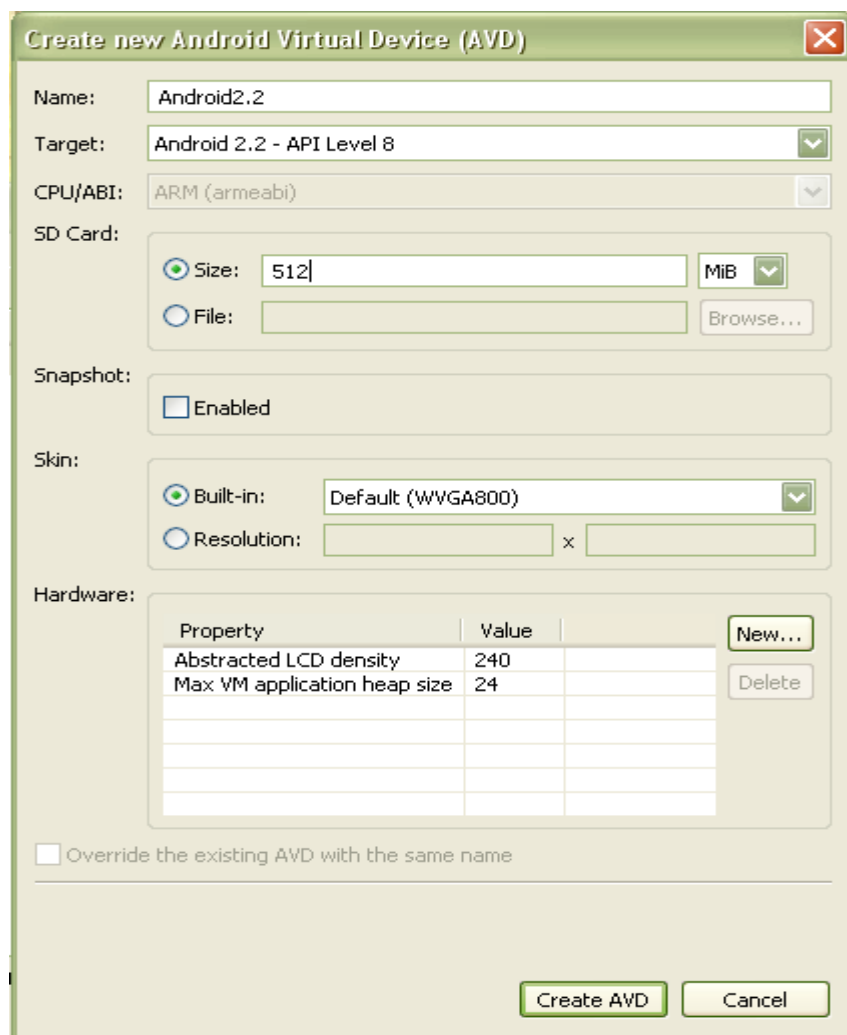 Create new Android Virtual Device (AVD)
Name: Android2.2
Target: Android 2.2 - API Level 8
CPU/ABI: ARM (armeabi)
SD Card:
Size: 512 MiB
File: Browse...
Snapshot:
Enabled
Skin:
Built-in: Default (WVGA800)
Resolution: x
Hardware:
Property Value New...
Abstracted LCD density 240
Max VM application heap size 24 Delete
Override the existing AVD with the same name
Create AVD Cancel